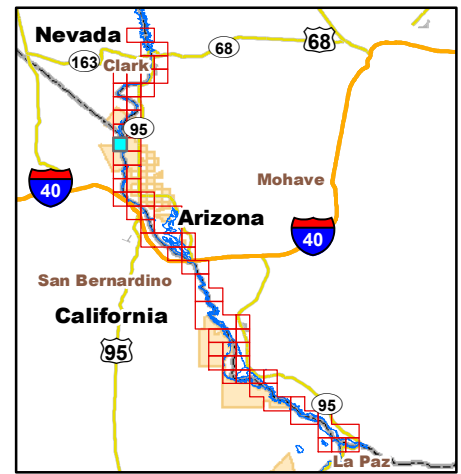 Nevada
68
68
163
Clark
95
40
Mohave
Arizona
40
San Bernardino
California
95
95
La Paz